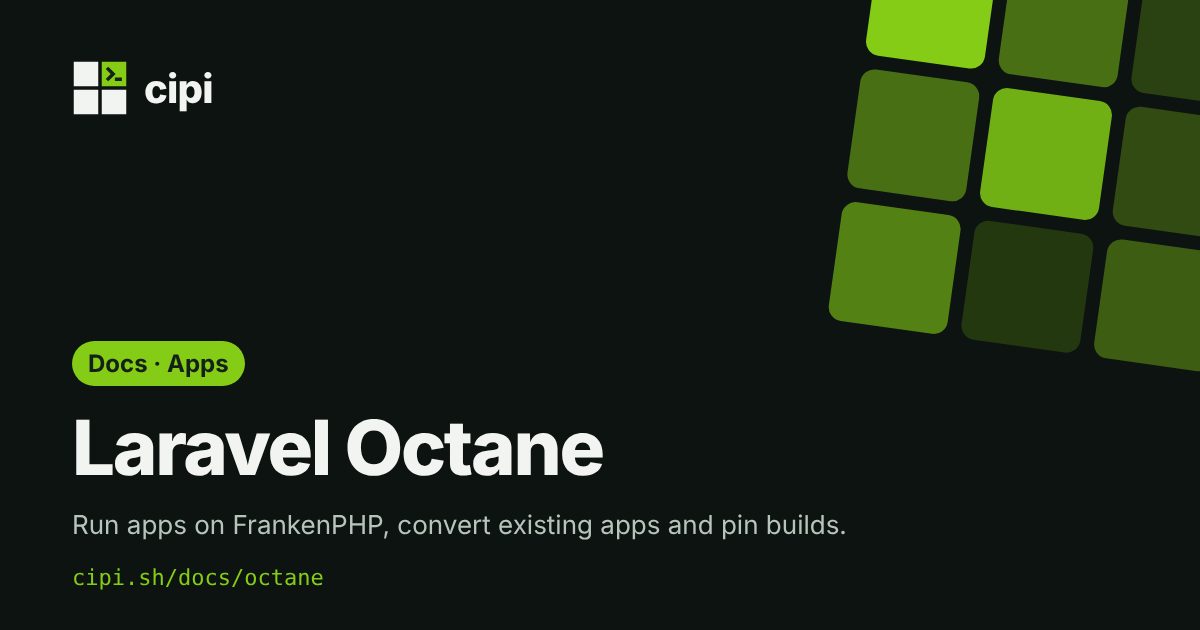 cipi
Docs · Apps
Laravel Octane
Run apps on FrankenPHP, convert existing apps and pin builds.
cipi.sh/docs/octane